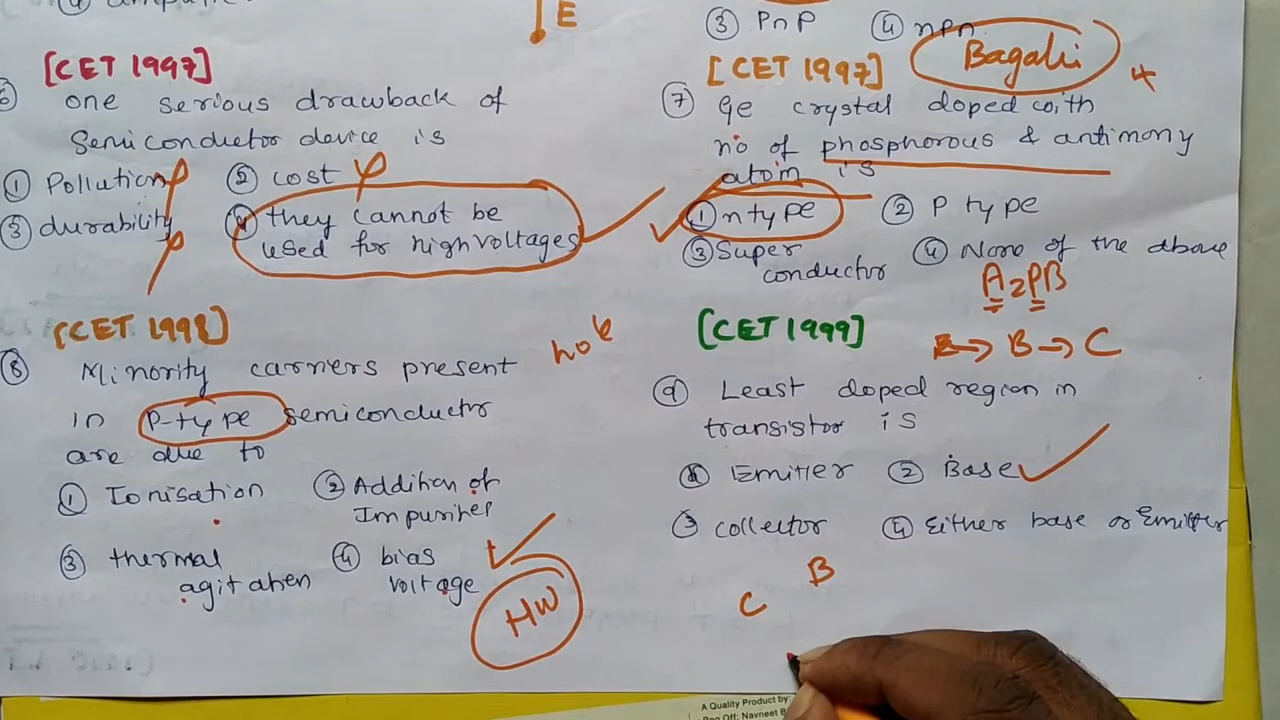 E
[CET 1997]
one serious drawback of
Semiconductor device is
① Pollution ② cost
③ durability ④ they cannot be
used for high voltages
[CET 1998]
⑧ Minority carriers present
in P-type semiconductor
are due to
① Ionisation ② Addition of
Impurities
③ thermal
agitation
④ bias
voltage
HW
③ PnP ④ npn
[CET 1997]
Bagalu
⑦ Ge crystal doped with
no of phosphorous & antimony
atom is
① n type ② P type
③ Super
conductor
④ None of the above
[CET 1999]
B → C
⑨ Least doped region in
transistor is
Emitter ② Base
③ collector ④ Either base or Emitter
B
C
A Quality Product by: